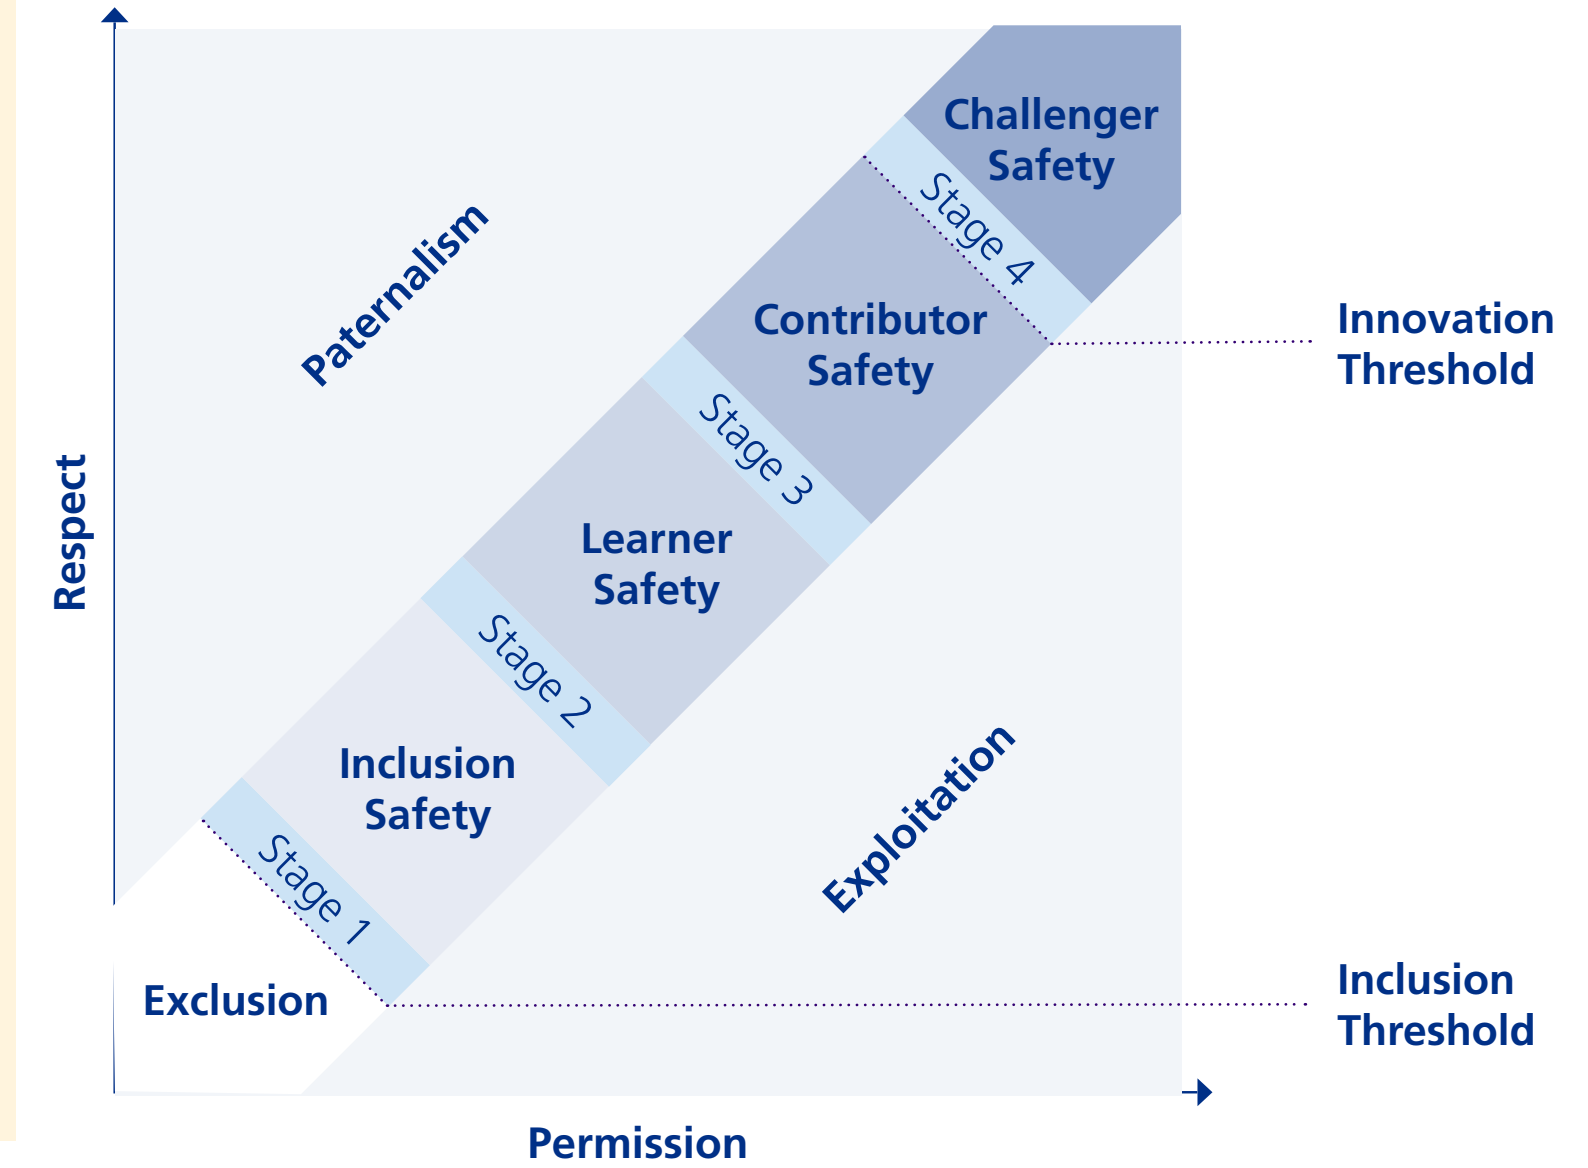 Challenger
Safety
Stage 4
Paternalism
Contributor
Safety
Innovation
Threshold
Stage 3
Respect
Learner
Safety
Stage 2
Inclusion
Safety
Exploitation
Stage 1
Exclusion
Inclusion
Threshold
Permission